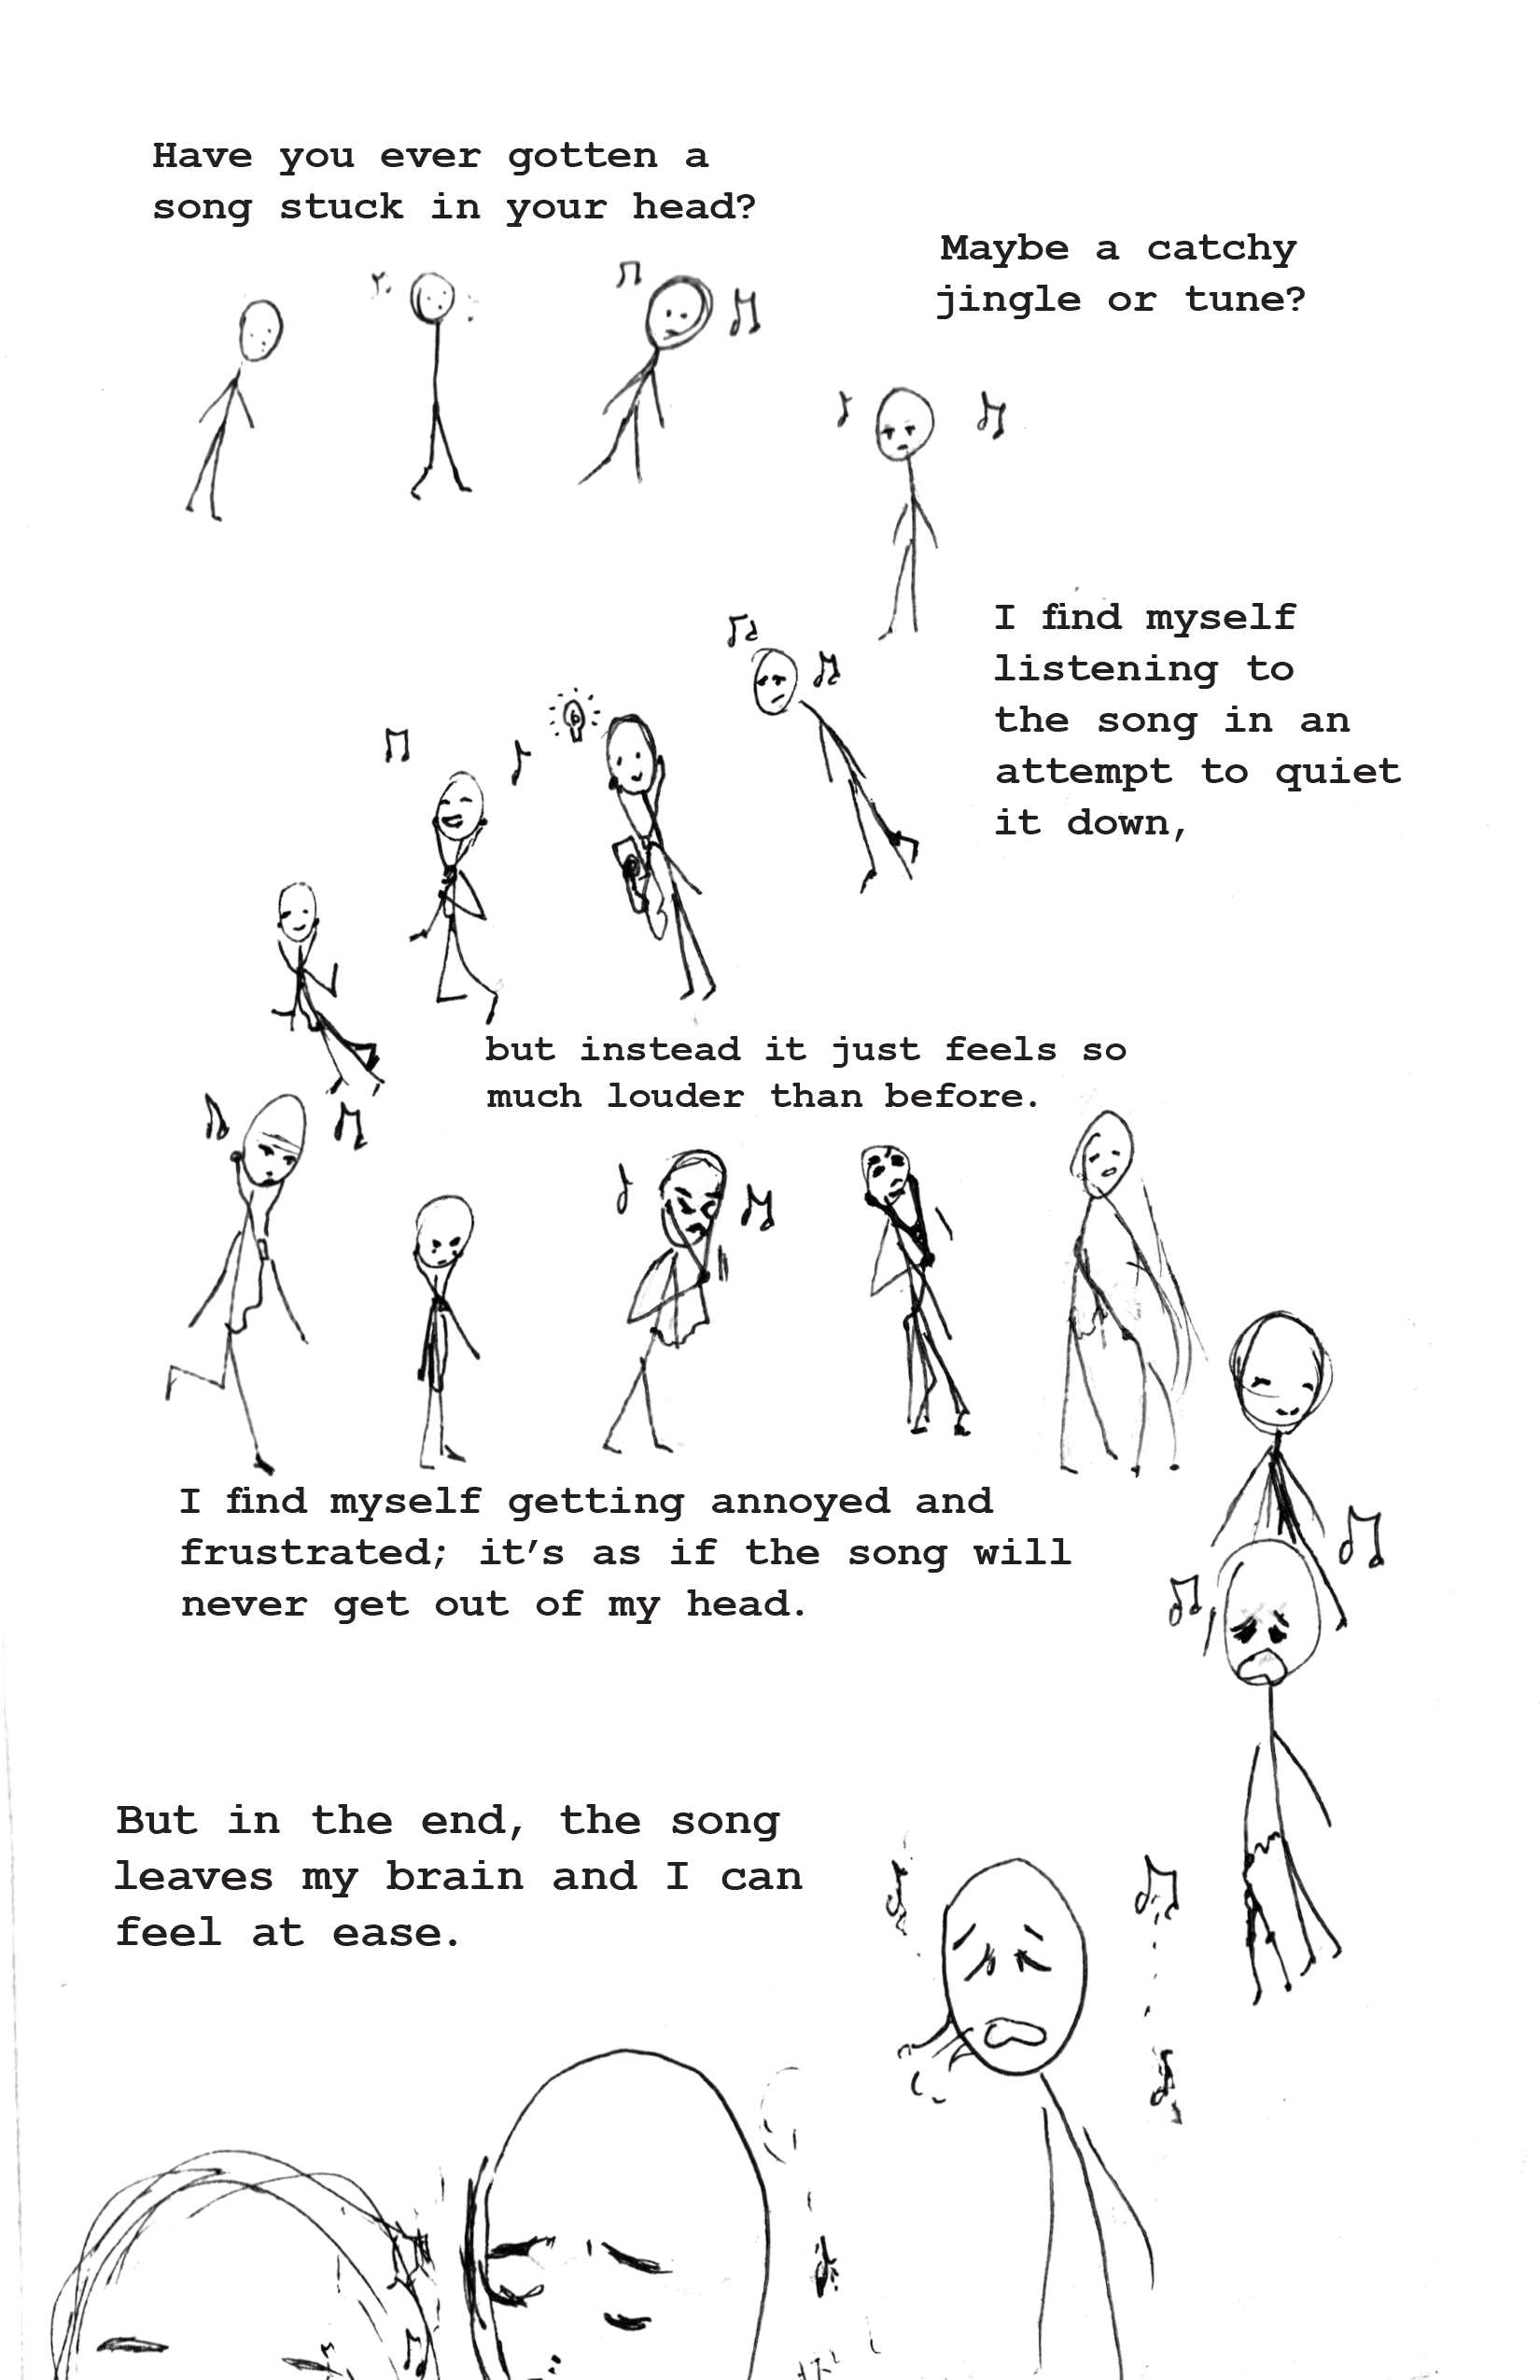 Have you ever gotten a
song stuck in your head?
Maybe a catchy
jingle or tune?
I find myself
listening to
the song in an
attempt to quiet
it down,
but instead it just feels so
much louder than before.
I find myself getting annoyed and
frustrated; it’s as if the song will
never get out of my head.
But in the end, the song
leaves my brain and I can
feel at ease.